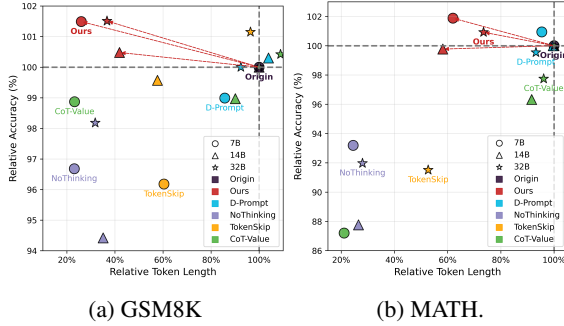 102
101
100
99
98
97
96
95
94
Relative Accuracy (%)
Ours
Origin
D-Prompt
CoT-Value
NoThinking
TokenSkip
7B
14B
32B
Origin
Ours
D-Prompt
NoThinking
TokenSkip
CoT-Value
20% 40% 60% 80% 100%
Relative Token Length
(a) GSM8K
102
100
98
96
94
92
90
88
86
Relative Accuracy (%)
Ours
Origin
D-Prompt
CoT-Value
NoThinking
TokenSkip
7B
14B
32B
Origin
Ours
D-Prompt
NoThinking
TokenSkip
CoT-Value
20% 40% 60% 80% 100%
Relative Token Length
(b) MATH.